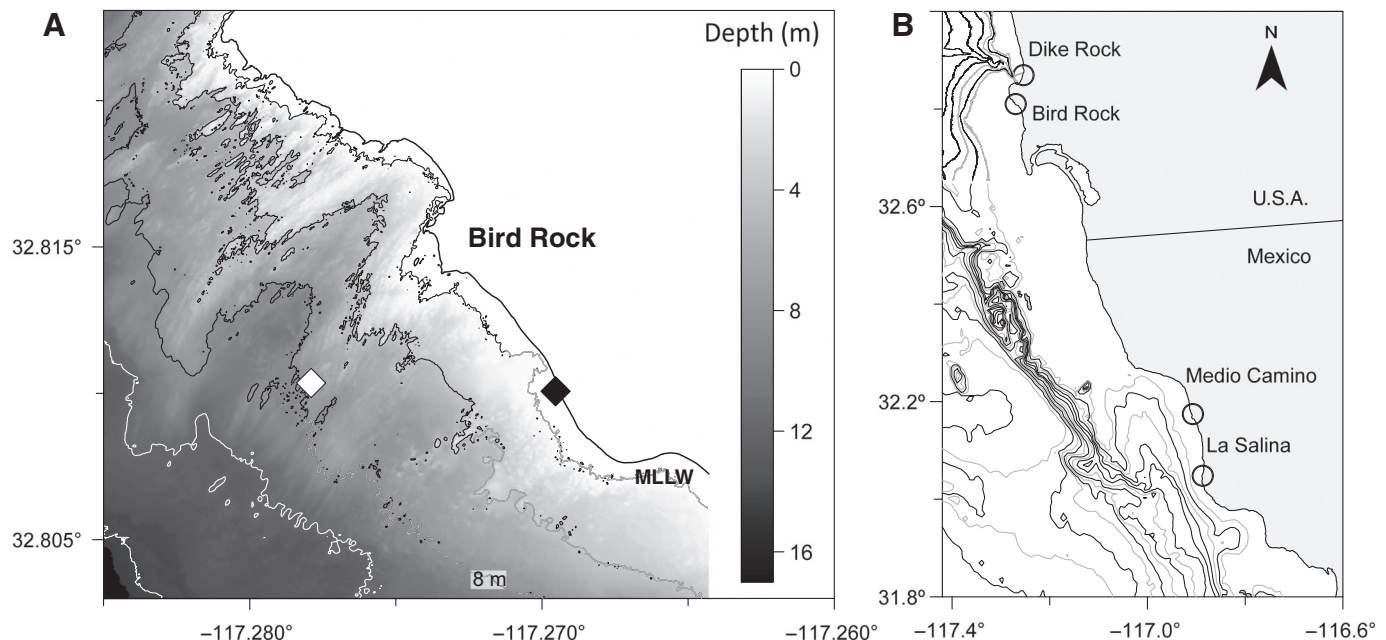 A
Depth (m)
0
4
8
12
16
Bird Rock
MLLW
8 m
32.815°
32.805°
−117.280°
−117.270°
−117.260°
B
N
Dike Rock
Bird Rock
U.S.A.
Mexico
Medio Camino
La Salina
32.6°
32.2°
31.8°
−117.4°
−117.0°
−116.6°